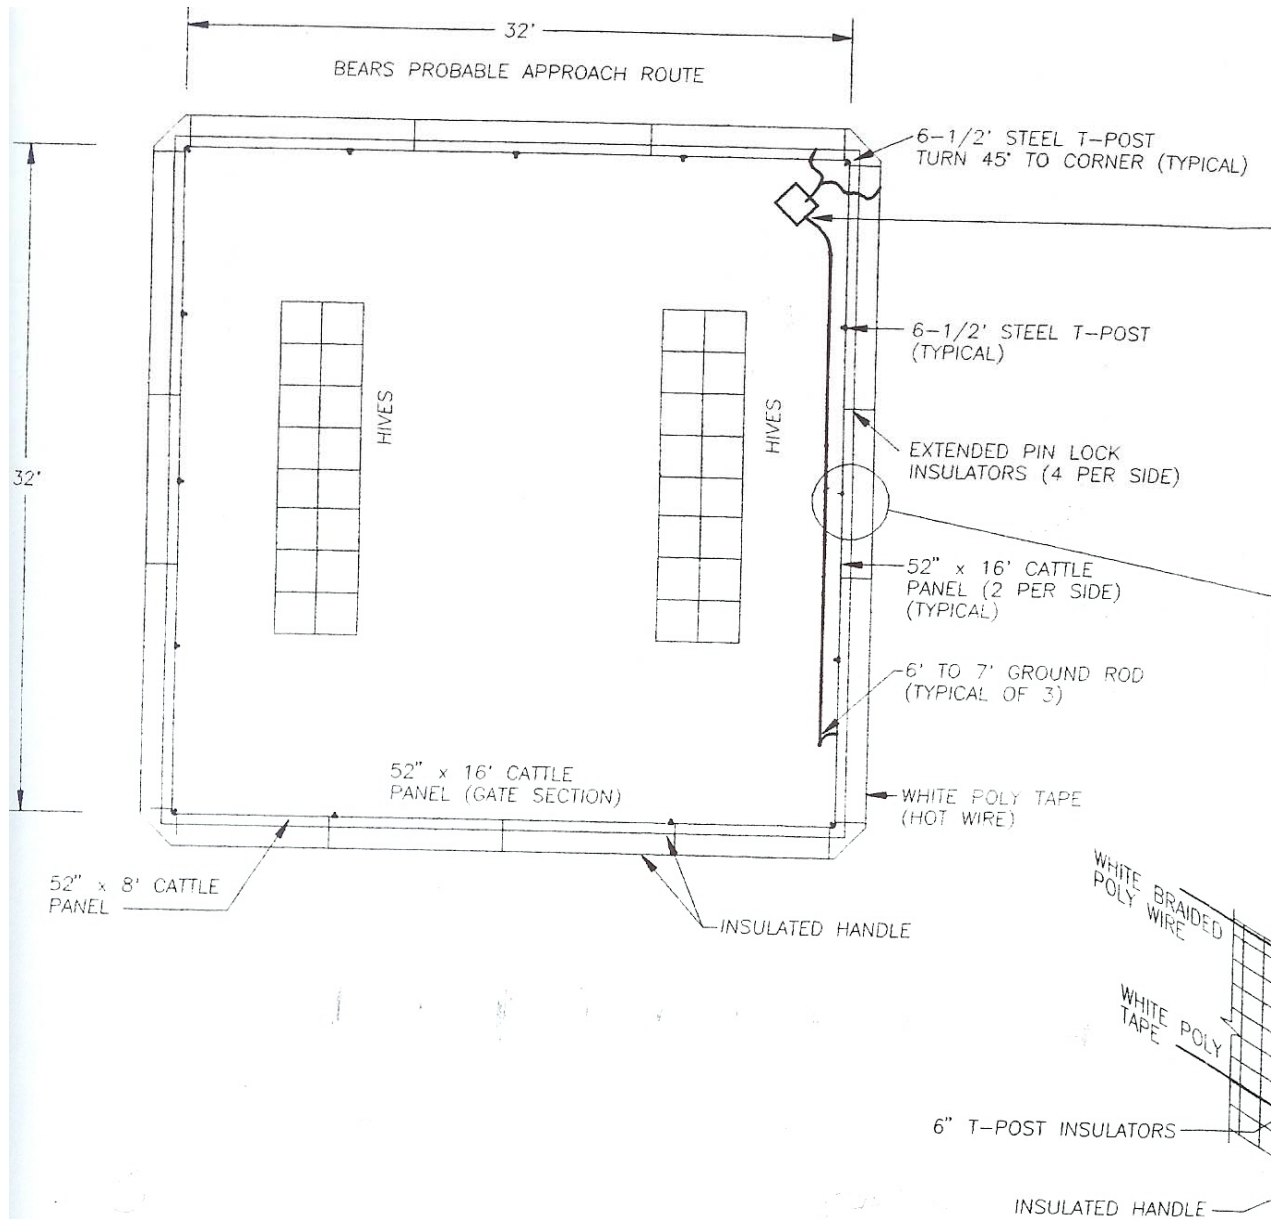 32'
BEARS PROBABLE APPROACH ROUTE
6-1/2' STEEL T-POST
TURN 45° TO CORNER (TYPICAL)
6-1/2' STEEL T-POST
(TYPICAL)
HIVES
HIVES
EXTENDED PIN LOCK
INSULATORS (4 PER SIDE)
32'
52" x 16' CATTLE
PANEL (2 PER SIDE)
(TYPICAL)
6' TO 7' GROUND ROD
(TYPICAL OF 3)
52" x 16' CATTLE
PANEL (GATE SECTION)
WHITE POLY TAPE
(HOT WIRE)
52" x 8' CATTLE
PANEL
INSULATED HANDLE
WHITE BRAIDED
POLY WIRE
WHITE POLY
TAPE
6" T-POST INSULATORS
INSULATED HANDLE